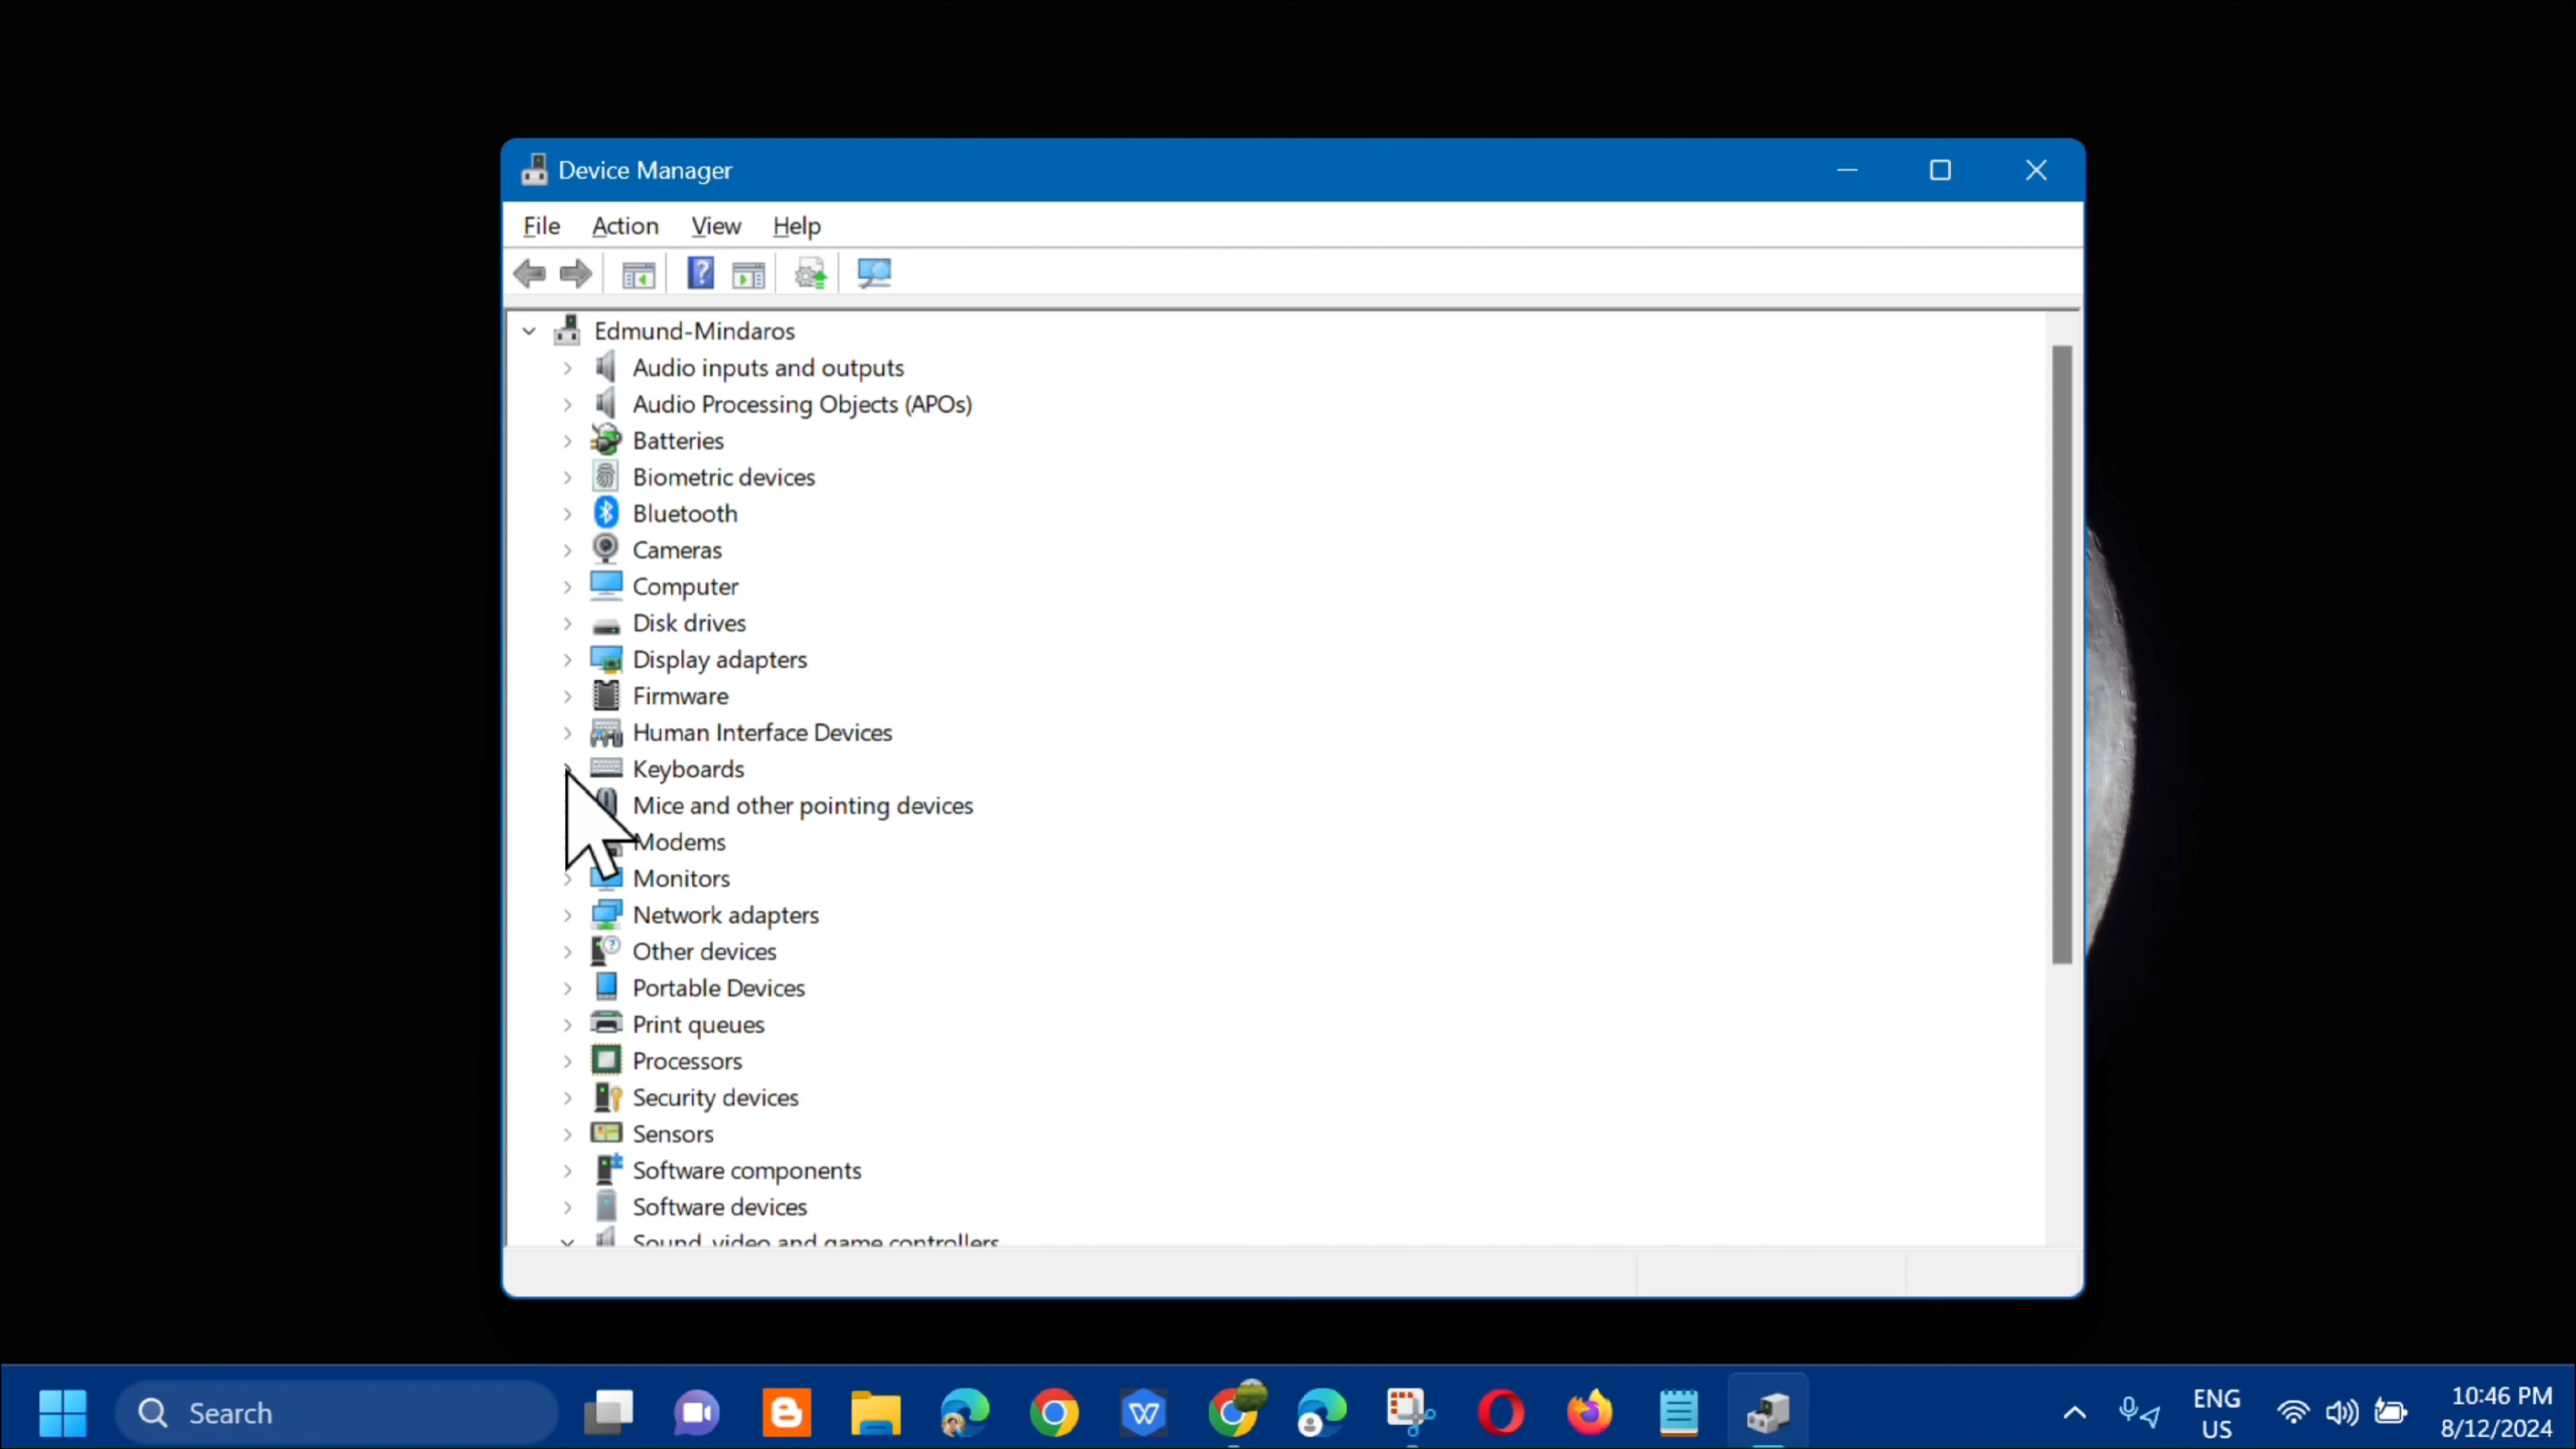 Device Manager
File Action View Help
Edmund-Mindaros
Audio inputs and outputs
Audio Processing Objects (APOs)
Batteries
Biometric devices
Bluetooth
Cameras
Computer
Disk drives
Display adapters
Firmware
Human Interface Devices
Keyboards
Mice and other pointing devices
Modems
Monitors
Network adapters
Other devices
Portable Devices
Print queues
Processors
Security devices
Sensors
Software components
Software devices
Sound, video and game controllers
Search
ENG
US
10:46 PM
8/12/2024